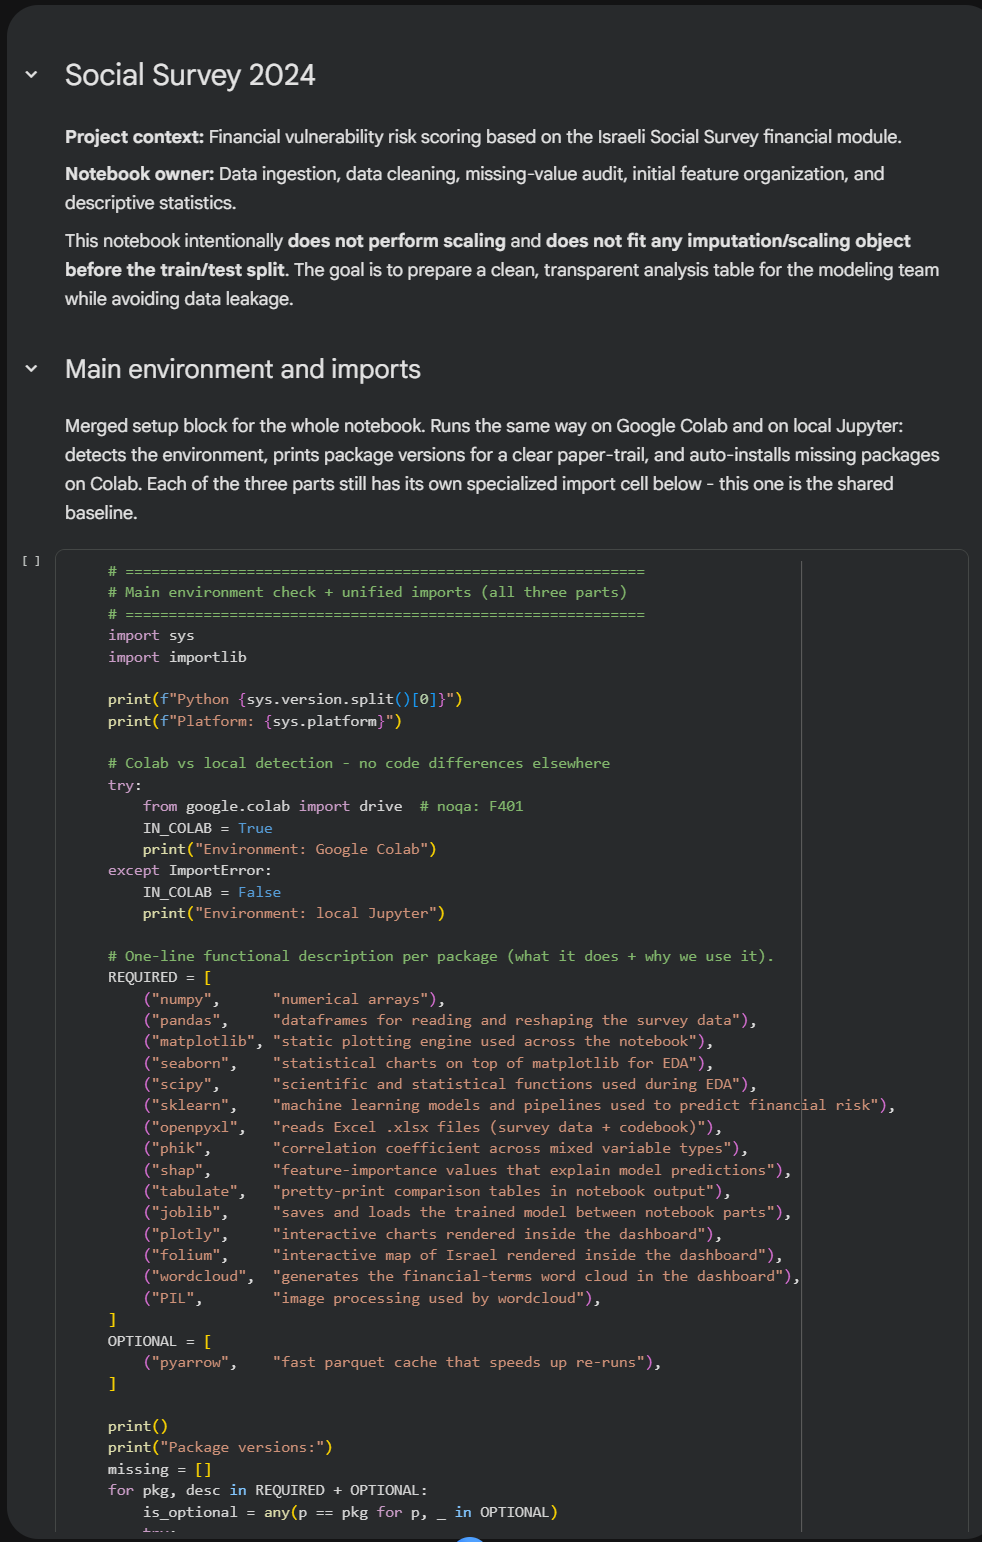 Social Survey 2024
Project context: Financial vulnerability risk scoring based on the Israeli Social Survey financial module.
Notebook owner: Data ingestion, data cleaning, missing-value audit, initial feature organization, and
descriptive statistics.
This notebook intentionally does not perform scaling and does not fit any imputation/scaling object
before the train/test split. The goal is to prepare a clean, transparent analysis table for the modeling team
while avoiding data leakage.
Main environment and imports
Merged setup block for the whole notebook. Runs the same way on Google Colab and on local Jupyter:
detects the environment, prints package versions for a clear paper-trail, and auto-installs missing packages
on Colab. Each of the three parts still has its own specialized import cell below - this one is the shared
baseline.
[ ]
# ============================================================
# Main environment check + unified imports (all three parts)
# ============================================================
import sys
import importlib
print(f"Python {sys.version.split()[0]}")
print(f"Platform: {sys.platform}")
# Colab vs local detection - no code differences elsewhere
try:
    from google.colab import drive  # noqa: F401
    IN_COLAB = True
    print("Environment: Google Colab")
except ImportError:
    IN_COLAB = False
    print("Environment: local Jupyter")
# One-line functional description per package (what it does + why we use it).
REQUIRED = [
    ("numpy",      "numerical arrays"),
    ("pandas",     "dataframes for reading and reshaping the survey data"),
    ("matplotlib", "static plotting engine used across the notebook"),
    ("seaborn",    "statistical charts on top of matplotlib for EDA"),
    ("scipy",      "scientific and statistical functions used during EDA"),
    ("sklearn",    "machine learning models and pipelines used to predict financial risk"),
    ("openpyxl",   "reads Excel .xlsx files (survey data + codebook)"),
    ("phik",       "correlation coefficient across mixed variable types"),
    ("shap",       "feature-importance values that explain model predictions"),
    ("tabulate",   "pretty-print comparison tables in notebook output"),
    ("joblib",     "saves and loads the trained model between notebook parts"),
    ("plotly",     "interactive charts rendered inside the dashboard"),
    ("folium",     "interactive map of Israel rendered inside the dashboard"),
    ("wordcloud",  "generates the financial-terms word cloud in the dashboard"),
    ("PIL",        "image processing used by wordcloud"),
]
OPTIONAL = [
    ("pyarrow",    "fast parquet cache that speeds up re-runs"),
]
print()
print("Package versions:")
missing = []
for pkg, desc in REQUIRED + OPTIONAL:
    is_optional = any(p == pkg for p, _ in OPTIONAL)